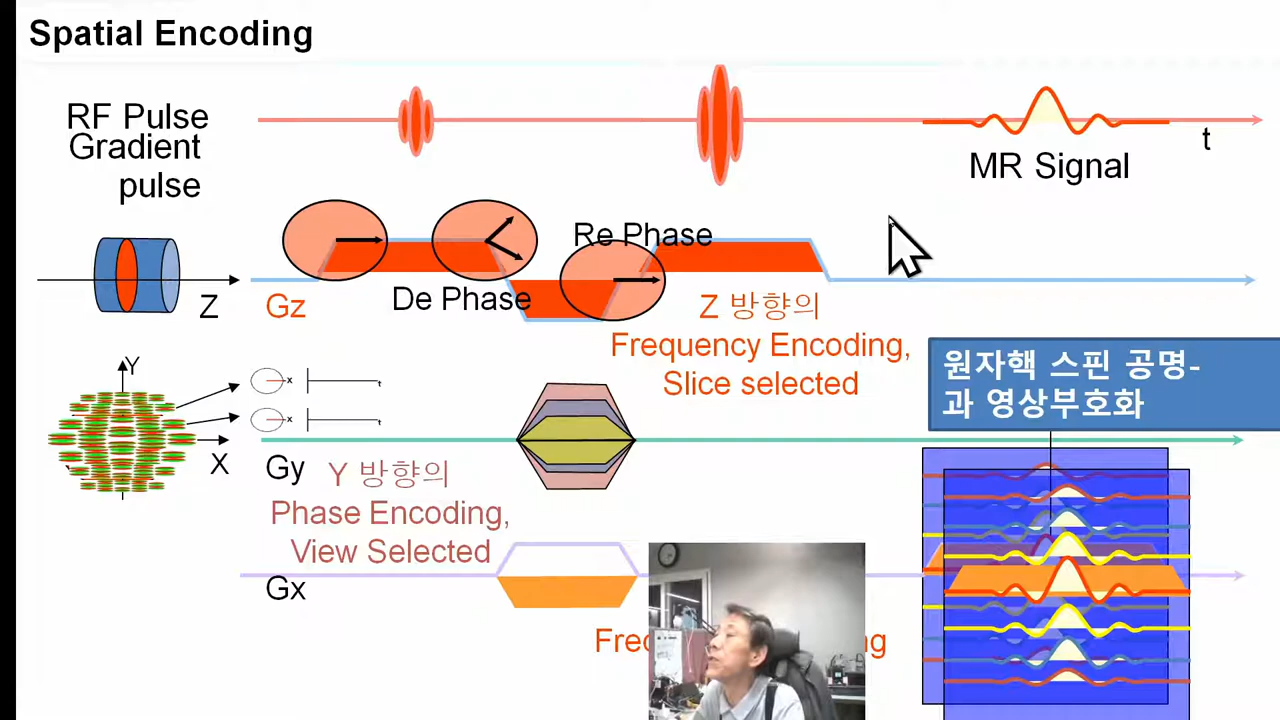 Spatial Encoding
RF Pulse
Gradient
pulse
t
MR Signal
Re Phase
De Phase
Z
Gz
Z 방향의
Frequency Encoding,
Slice selected
원자핵 스핀 공명-
과 영상부호화
Y
x
t
x
t
X
Gy
Y 방향의
Phase Encoding,
View Selected
Gx